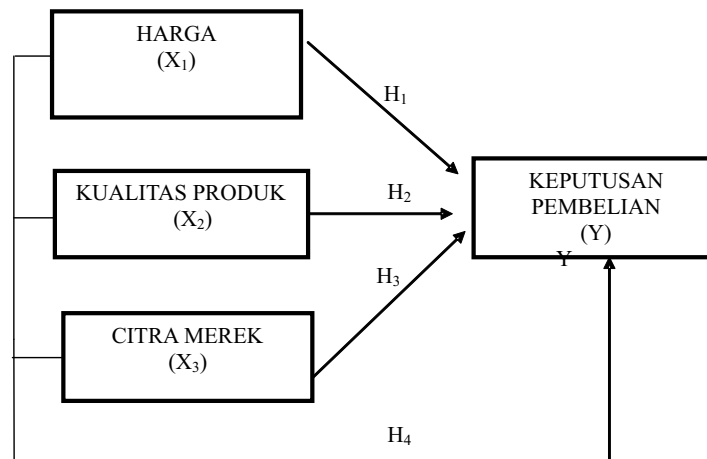 HARGA
(X₁)
H₁
KUALITAS PRODUK
(X₂)
H₂
KEPUTUSAN
PEMBELIAN
(Y)
Y
H₃
CITRA MEREK
(X₃)
H₄